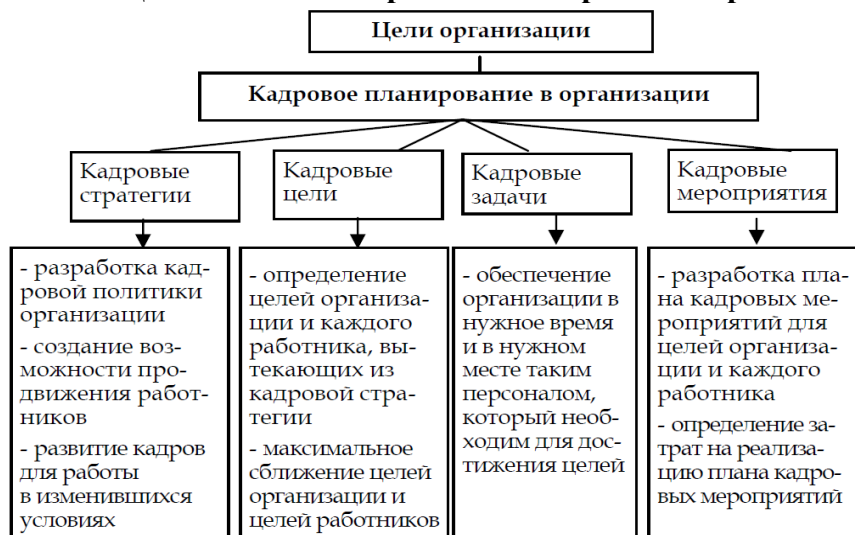 Цели организации
Кадровое планирование в организации
Кадровые
стратегии
Кадровые
цели
Кадровые
задачи
Кадровые
мероприятия
- разработка кад-
ровой политики
организации
- создание воз-
можности про-
движения работ-
ников
- развитие кадров
для работы
в изменившихся
условиях
- определение
целей организа-
ции и каждого
работника, вы-
текающих из
кадровой стра-
тегии
- максимальное
сближение целей
организации и
целей работников
- обеспечение
организации в
нужное время
и в нужном
месте таким
персоналом,
который необ-
ходим для дос-
тижения целей
- разработка пла-
на кадровых ме-
роприятий для
целей организа-
ции и каждого
работника
- определение за-
трат на реализа-
цию плана кадро-
вых мероприятий